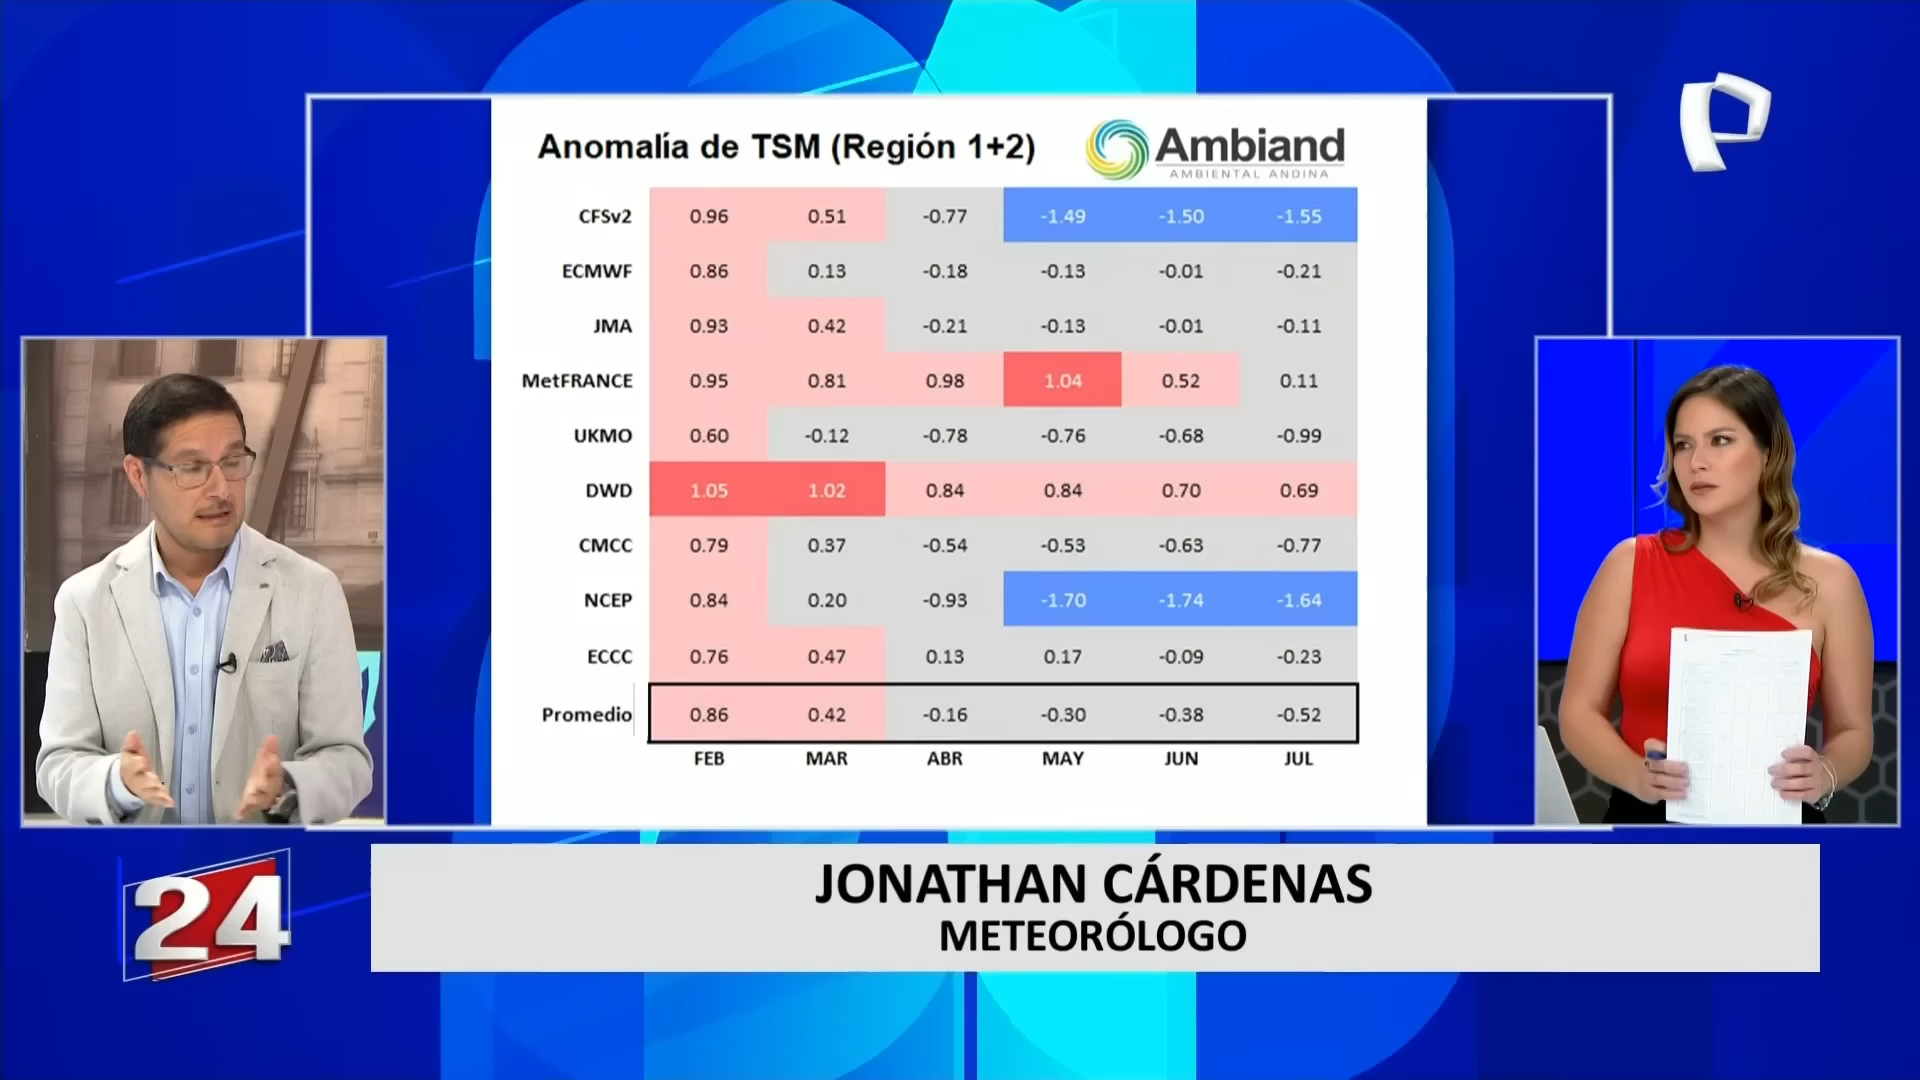 Anomalía de TSM (Región 1+2)
Ambiand
AMBIENTAL ANDINA
CFSv2 0.96 0.51 -0.77 -1.49 -1.50 -1.55
ECMWF 0.86 0.13 -0.18 -0.13 -0.01 -0.21
JMA 0.93 0.42 -0.21 -0.13 -0.01 -0.11
MetFRANCE 0.95 0.81 0.98 1.04 0.52 0.11
UKMO 0.60 -0.12 -0.78 -0.76 -0.68 -0.99
DWD 1.05 1.02 0.84 0.84 0.70 0.69
CMCC 0.79 0.37 -0.54 -0.53 -0.63 -0.77
NCEP 0.84 0.20 -0.93 -1.70 -1.74 -1.64
ECCC 0.76 0.47 0.13 0.17 -0.09 -0.23
Promedio 0.86 0.42 -0.16 -0.30 -0.38 -0.52
FEB MAR ABR MAY JUN JUL
24
JONATHAN CÁRDENAS
METEORÓLOGO